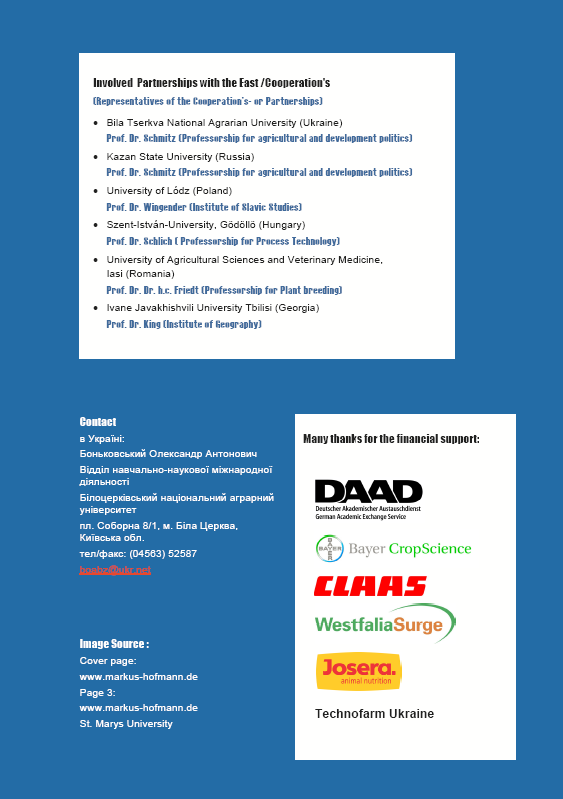 Involved Partnerships with the East /Cooperation's
(Representatives of the Cooperation's- or Partnerships)
• Bila Tserkva National Agrarian University (Ukraine)
Prof. Dr. Schmitz (Professorship for agricultural and development politics)
• Kazan State University (Russia)
Prof. Dr. Schmitz (Professorship for agricultural and development politics)
• University of Lódz (Poland)
Prof. Dr. Wingender (Institute of Slavic Studies)
• Szent-István-University, Gödöllö (Hungary)
Prof. Dr. Schlich ( Professorship for Process Technology)
• University of Agricultural Sciences and Veterinary Medicine,
Iasi (Romania)
Prof. Dr. Dr. h.c. Friedt (Professorship for Plant breeding)
• Ivane Javakhishvili University Tbilisi (Georgia)
Prof. Dr. King (Institute of Geography)
Contact
в Україні:
Боньковський Олександр Антонович
Відділ навчально-наукової міжнародної
діяльності
Білоцерківський національний аграрний
університет
пл. Соборна 8/1, м. Біла Церква,
Київська обл.
тел/факс: (04563) 52587
boabz@ukr.net
Image Source :
Cover page:
www.markus-hofmann.de
Page 3:
www.markus-hofmann.de
St. Marys University
Many thanks for the financial support:
DAAD
Deutscher Akademischer Austauschdienst
German Academic Exchange Service
BAYER
Bayer CropScience
CLAAS
WestfaliaSurge
Josera.
animal nutrition
Technofarm Ukraine